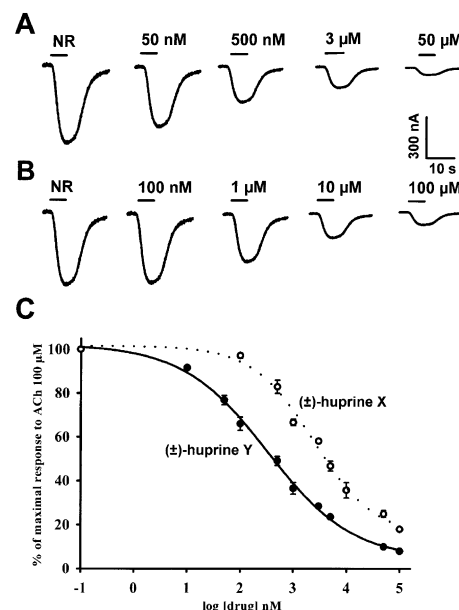 A
NR 50 nM 500 nM 3 µM 50 µM
300 nA
10 s
B
NR 100 nM 1 µM 10 µM 100 µM
C
% of maximal response to ACh 100 µM
100
80
60
40
20
0
(±)-huprine X
(±)-huprine Y
-1 0 1 2 3 4 5
log [drug] nM